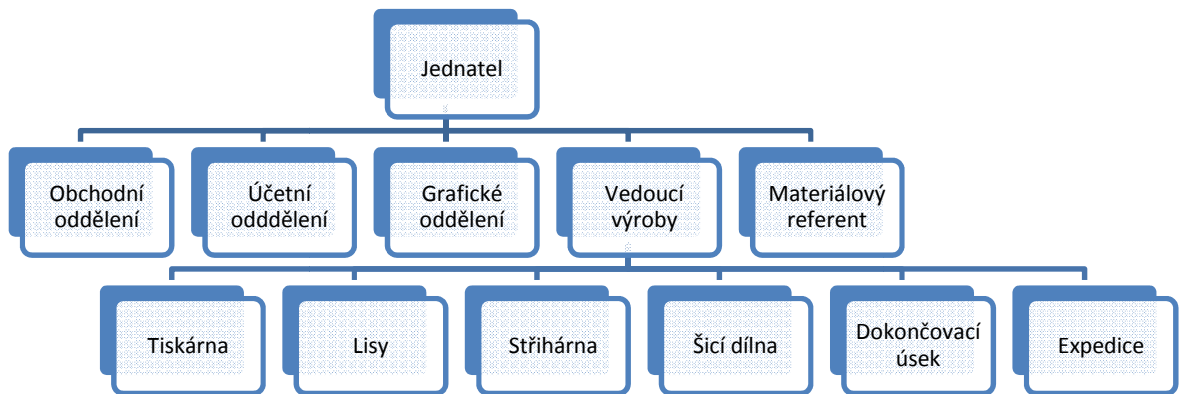 Jednatel
Obchodní
oddělení
Účetní
odddělení
Grafické
oddělení
Vedoucí
výroby
Materiálový
referent
Tiskárna
Lisy
Střihárna
Šicí dílna
Dokončovací
úsek
Expedice